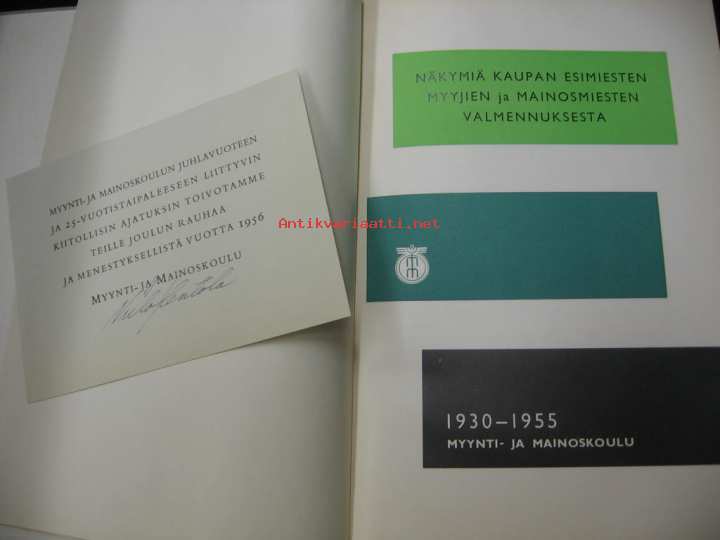 MYYNTI- JA MAINOSKOULUN JUHLAVUOTEEN
JA 25-VUOTISTAIPALEESEEN LIITTYVIN
KIITOLLISIN AJATUKSIN TOIVOTAMME
TEILLE JOULUN RAUHAA
JA MENESTYKSELLISTÄ VUOTTA 1956
MYYNTI- JA MAINOSKOULU
NÄKYMIÄ KAUPAN ESIMIESTEN
MYYJIEN ja MAINOSMIESTEN
VALMENNUKSESTA
Antikvariaatti.net
1930–1955
MYYNTI- JA MAINOSKOULU